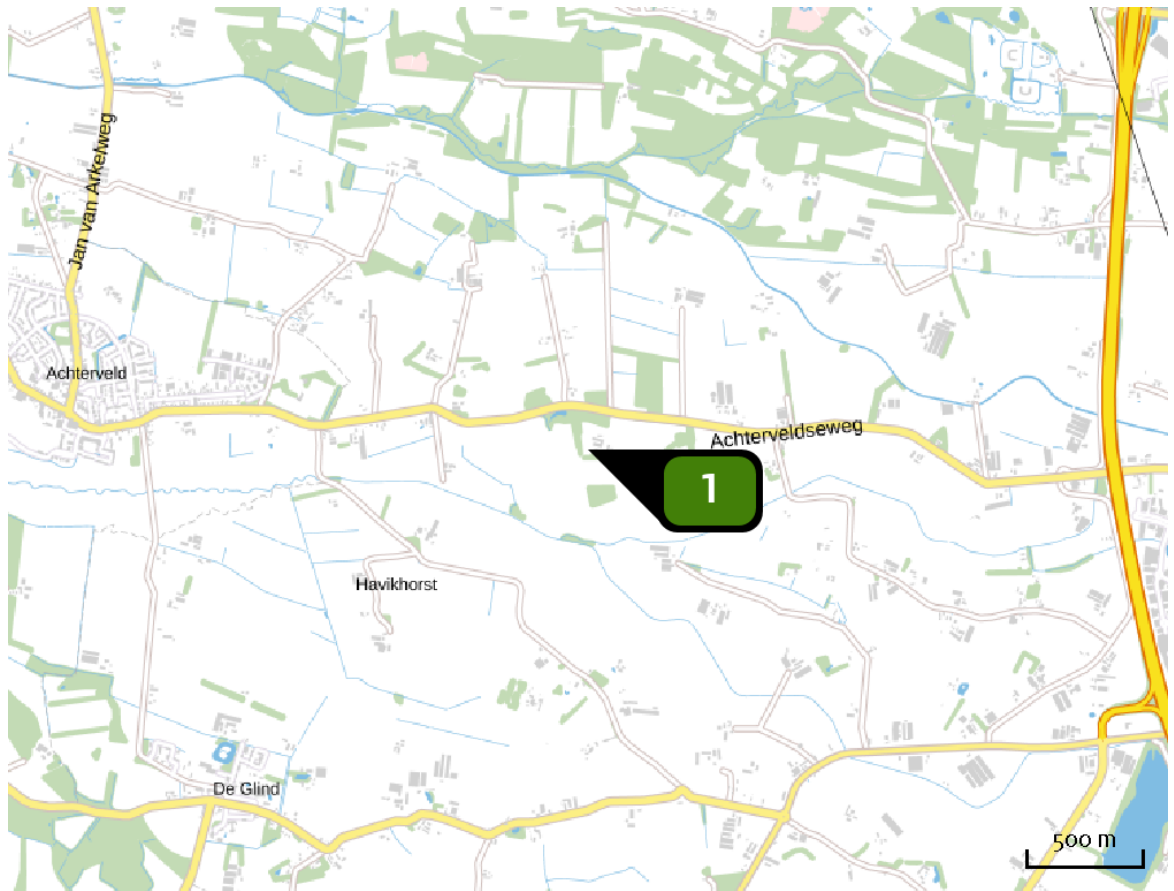 Jan van Arkelweg
Achterveld
Achterveldseweg
1
Havikhorst
De Glind
500 m